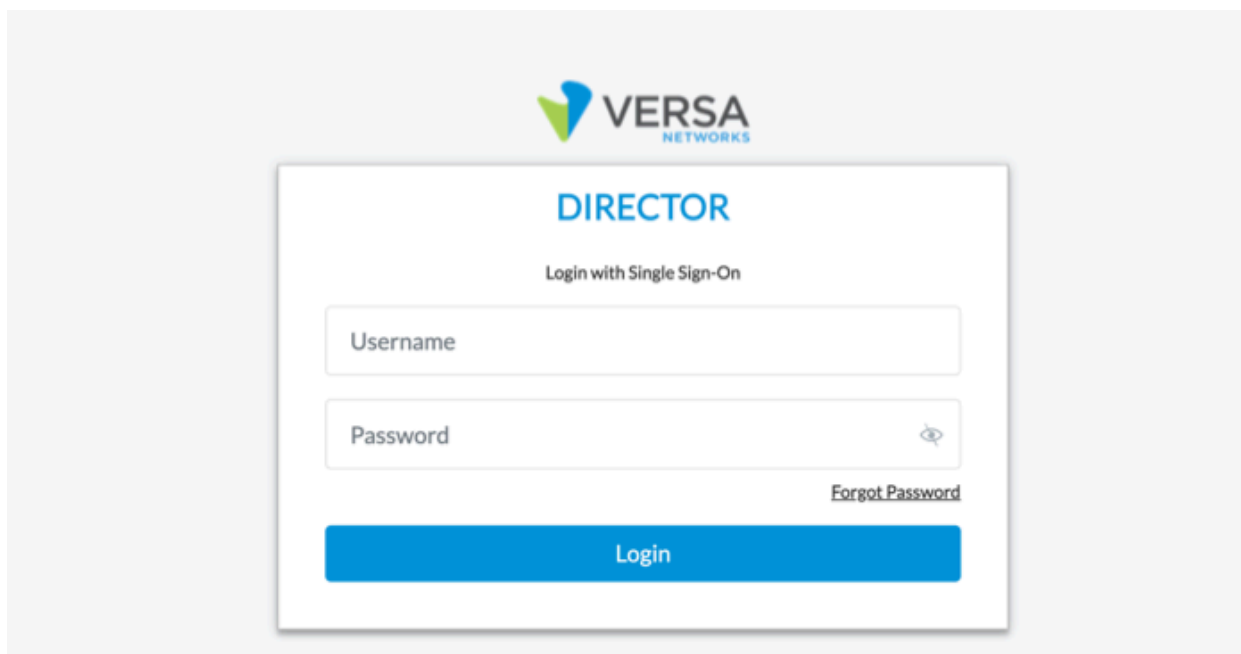 VERSA
NETWORKS
DIRECTOR
Login with Single Sign-On
Username
Password
Forgot Password
Login